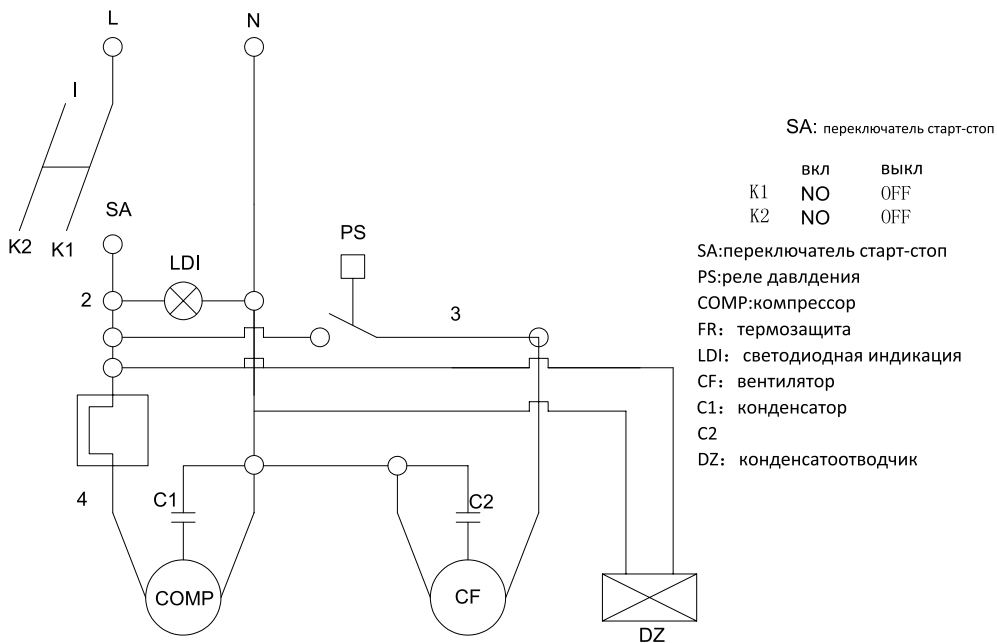 L
N
I
K2
K1
SA
2
LDI
PS
3
4
C1
C2
COMP
CF
DZ
SA: переключатель старт-стоп
вкл выкл
K1 NO OFF
K2 NO OFF
SA:переключатель старт-стоп
PS:реле давлдения
COMP:компрессор
FR: термозащита
LDI: светодиодная индикация
CF: вентилятор
C1: конденсатор
C2
DZ: конденсатоотводчик